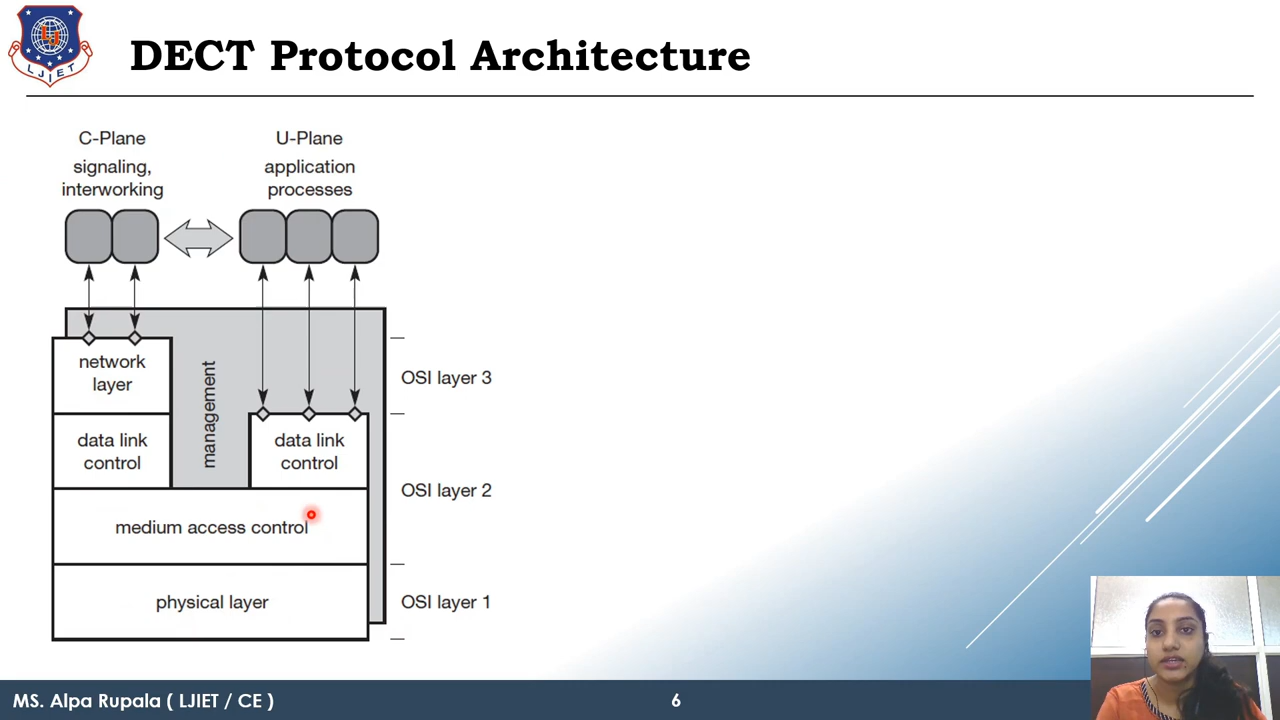 LJIET
DECT Protocol Architecture
C-Plane
signaling,
interworking
U-Plane
application
processes
network
layer
management
OSI layer 3
data link
control
data link
control
OSI layer 2
medium access control
physical layer
OSI layer 1
MS. Alpa Rupala ( LJIET / CE )
6